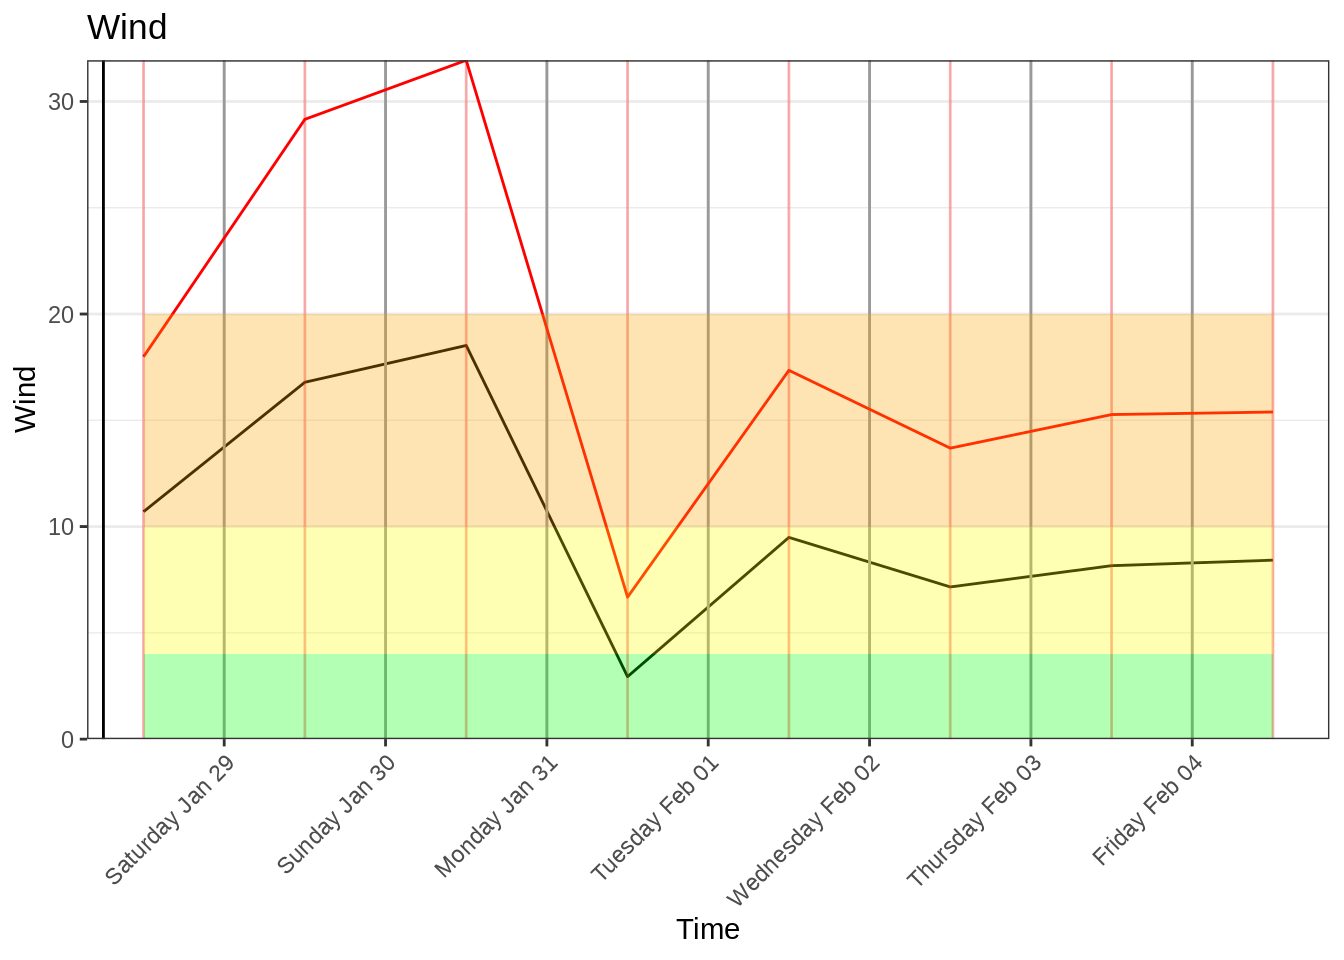 Wind
30
20
10
0
Wind
Saturday Jan 29
Sunday Jan 30
Monday Jan 31
Tuesday Feb 01
Wednesday Feb 02
Thursday Feb 03
Friday Feb 04
Time